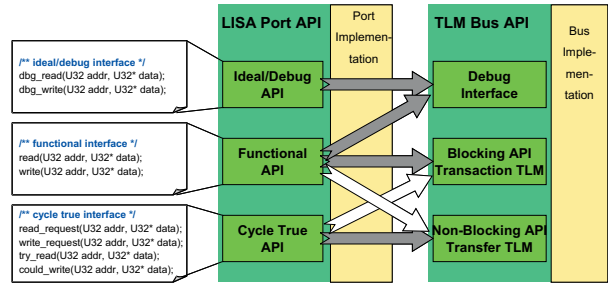 LISA Port API
Port
Implemen-
tation
TLM Bus API
Bus
Imple-
men-
tation
/** ideal/debug interface */
dbg_read(U32 addr, U32* data);
dbg_write(U32 addr, U32* data);
Ideal/Debug
API
Debug
Interface
/** functional interface */
read(U32 addr, U32* data);
write(U32 addr, U32* data);
Functional
API
Blocking API
Transaction TLM
/** cycle true interface */
read_request(U32 addr, U32* data);
write_request(U32 addr, U32* data);
try_read(U32 addr, U32* data);
could_write(U32 addr, U32* data);
Cycle True
API
Non-Blocking API
Transfer TLM